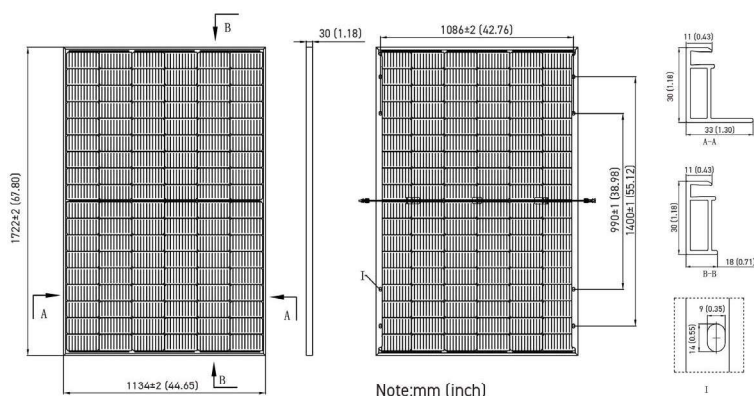 B
30 (1.18)
1086±2 (42.76)
1722±2 (67.80)
A
A
B
1134±2 (44.65)
990±1 (38.98)
1400±1 (55.12)
I
Note:mm (inch)
11 (0.43)
30 (1.18)
33 (1.30)
A-A
11 (0.43)
30 (1.18)
18 (0.71)
B-B
9 (0.35)
14 (0.55)
I